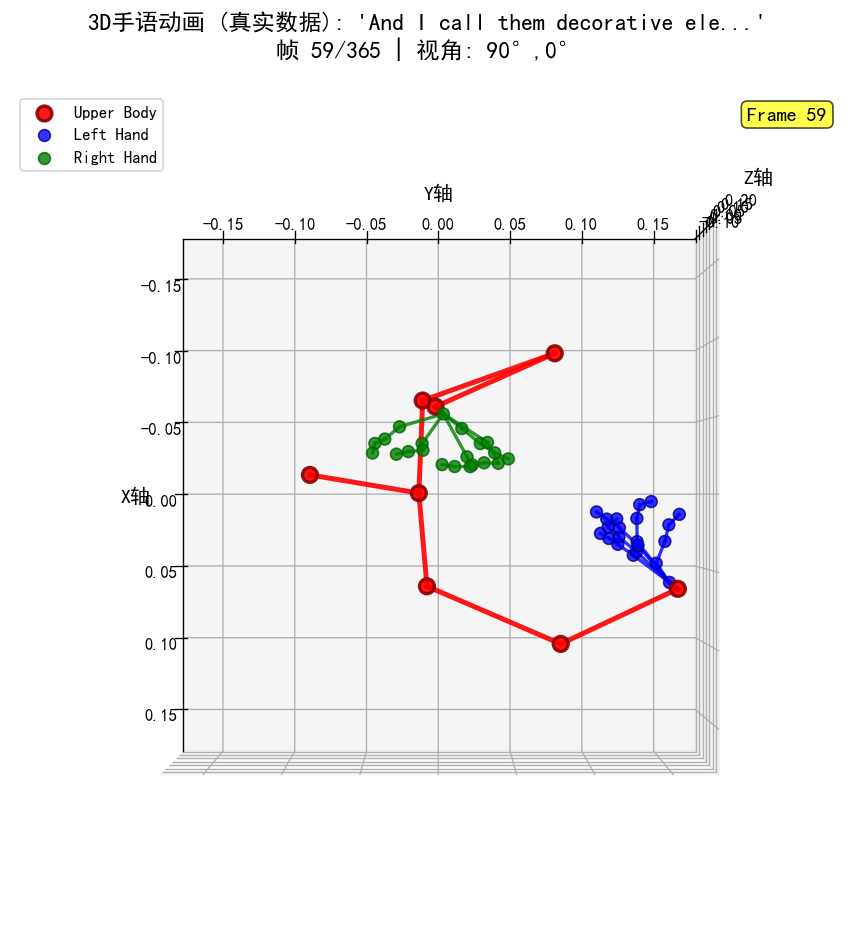 3D手语动画 (真实数据): 'And I call them decorative ele...'
帧 59/365 | 视角: 90°,0°
Upper Body
Left Hand
Right Hand
Frame 59
Z轴
Y轴
-0.15 -0.10 -0.05 0.00 0.05 0.10 0.15
-0.15
-0.10
-0.05
X轴
0.00
0.05
0.10
0.15